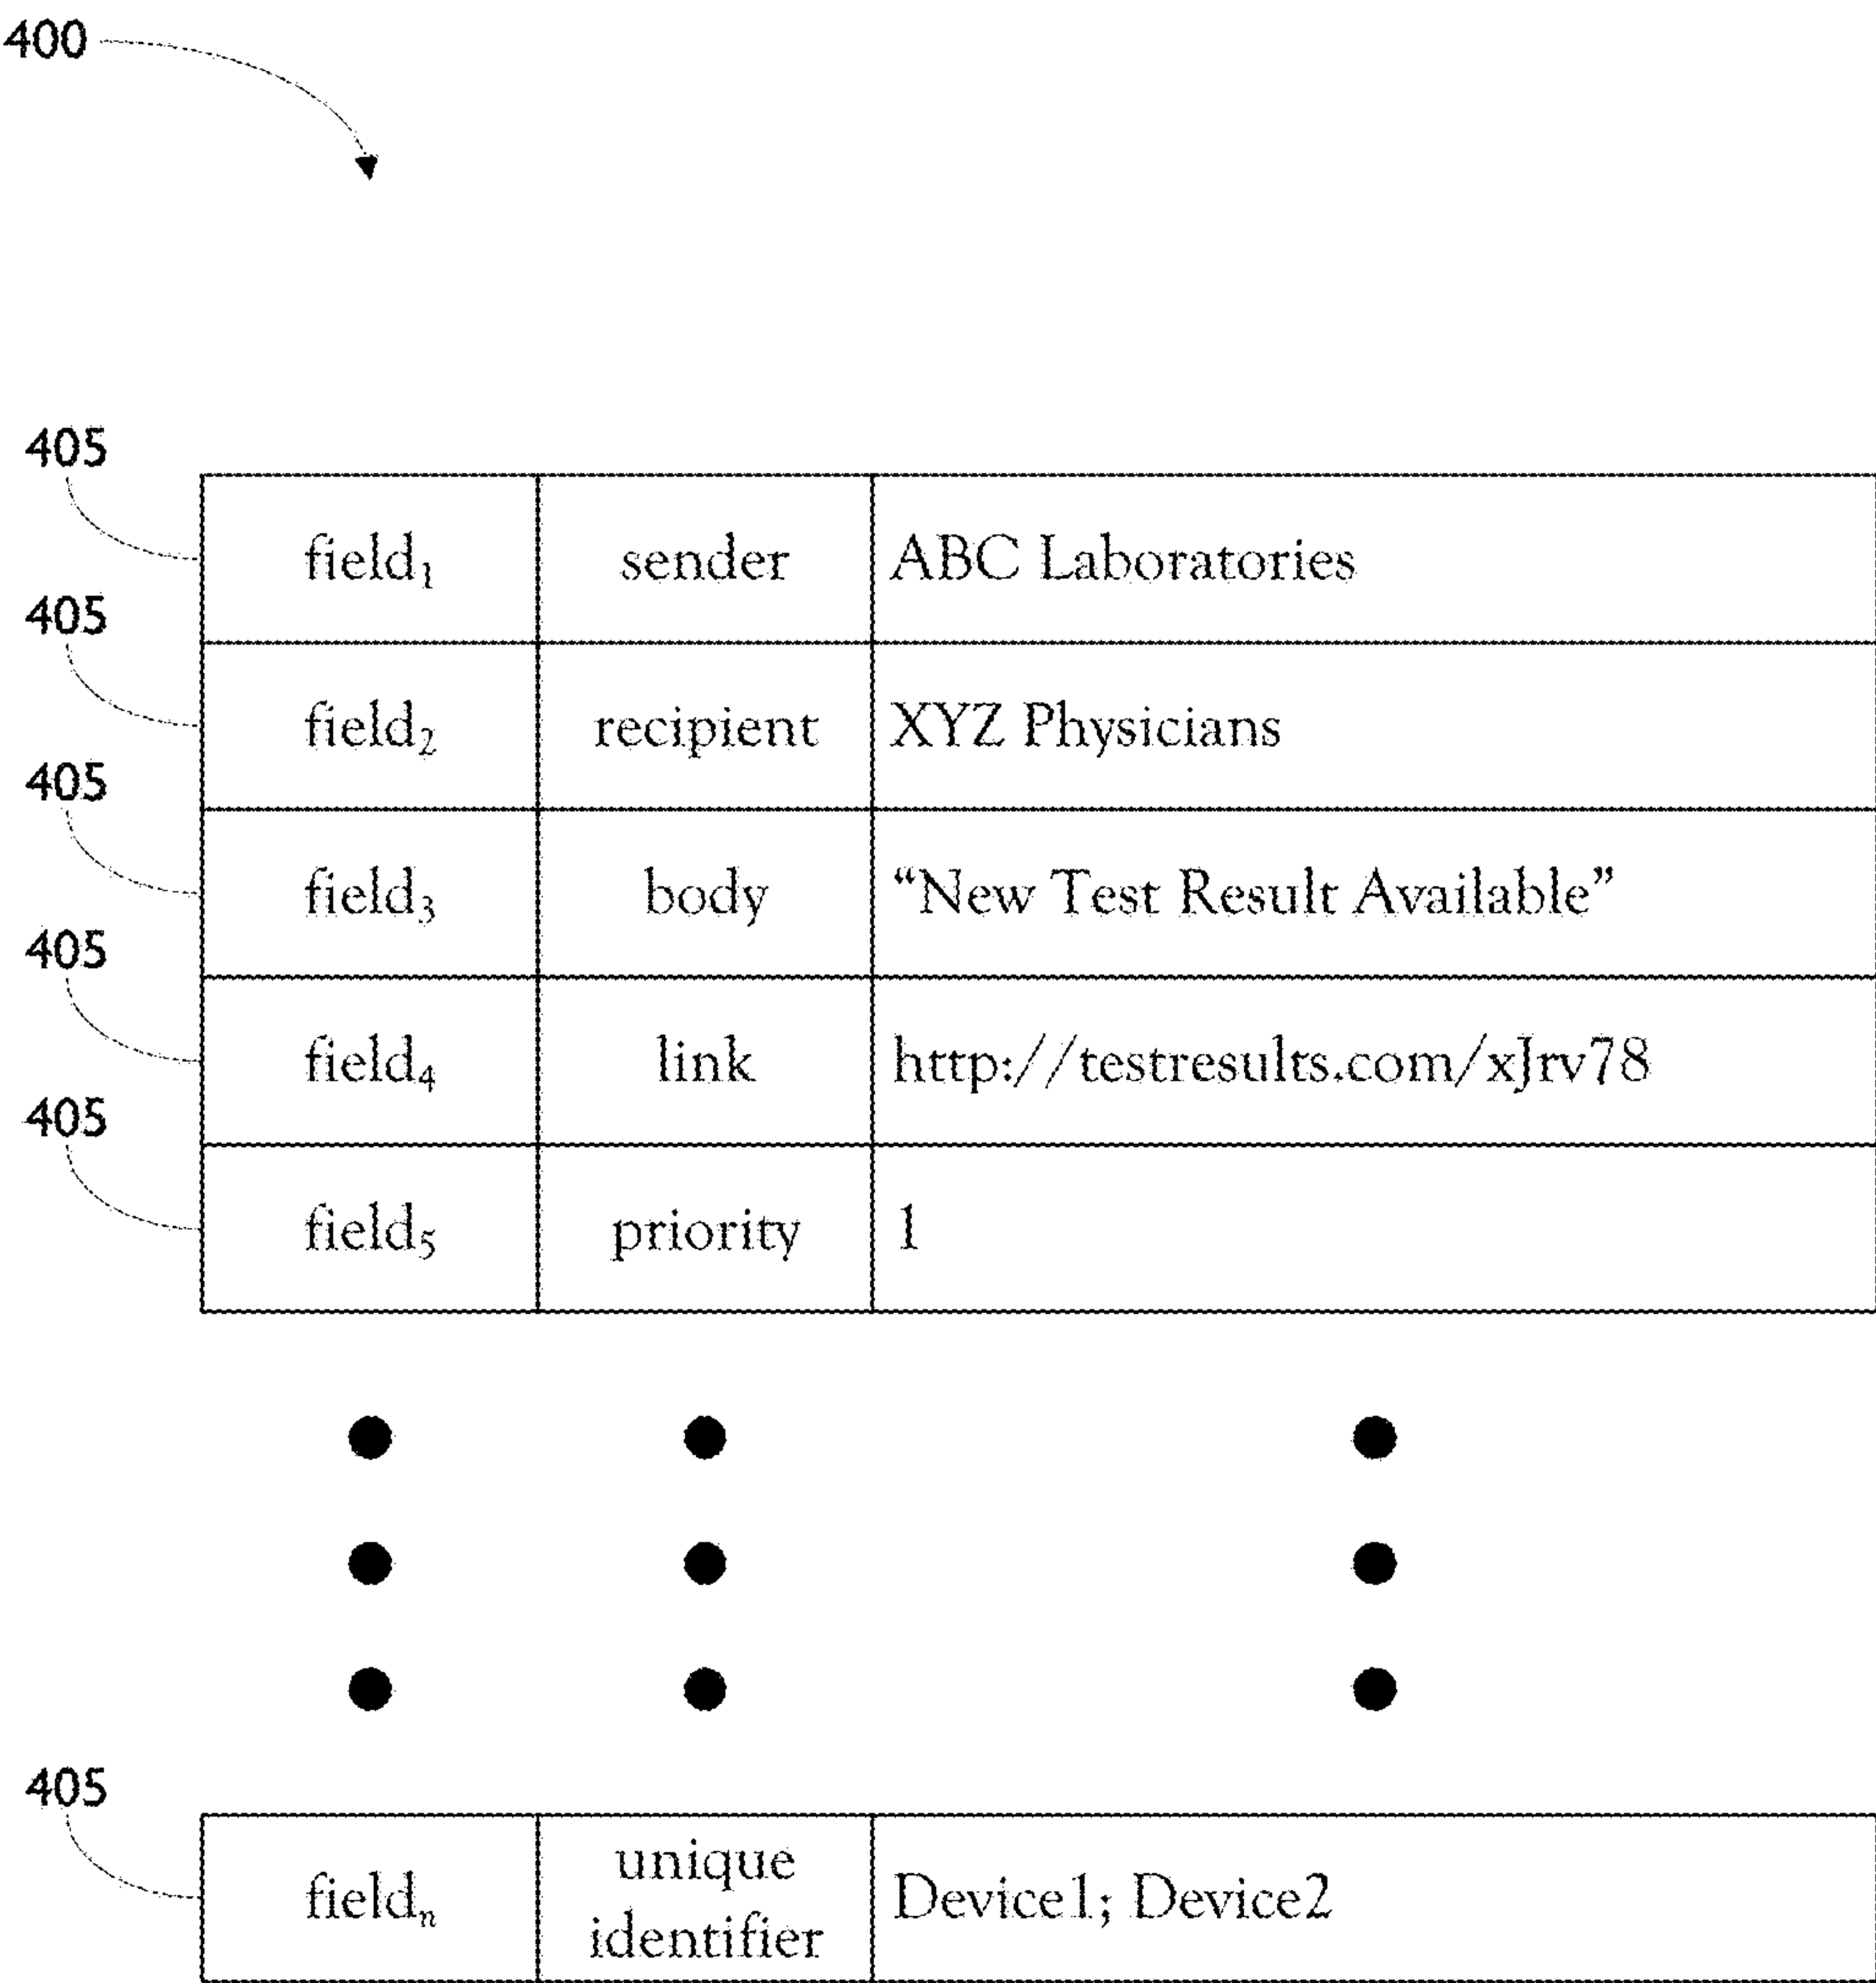 400
405
field₁ sender ABC Laboratories
405
field₂ recipient XYZ Physicians
405
field₃ body “New Test Result Available”
405
field₄ link http://testresults.com/xJrv78
405
field₅ priority 1
405
fieldₙ unique identifier Device1; Device2